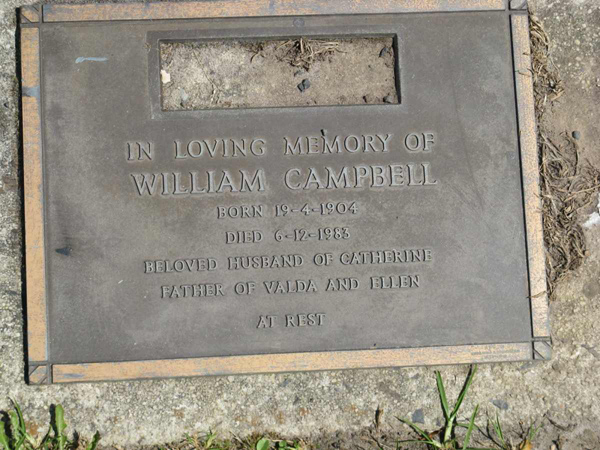 IN LOVING MEMORY OF
WILLIAM CAMPBELL
BORN 19-4-1904
DIED 6-12-1983
BELOVED HUSBAND OF CATHERINE
FATHER OF VALDA AND ELLEN
AT REST